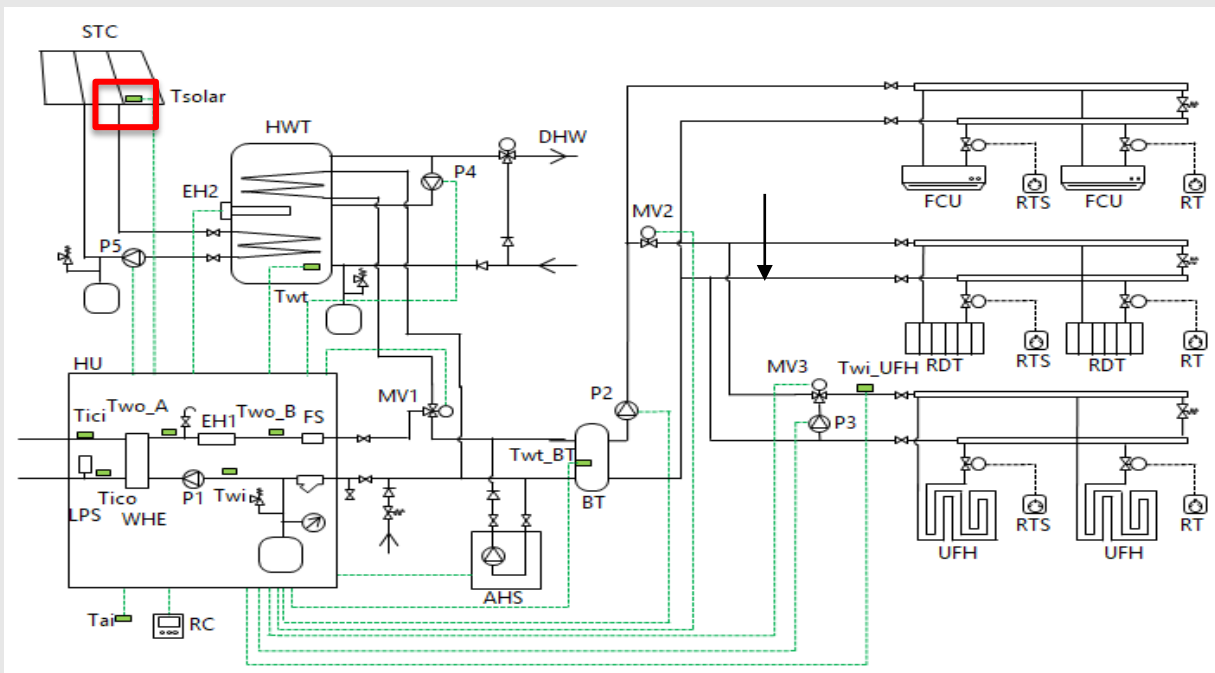 STC
Tsolar
HWT
DHW
P4
EH2
MV2
FCU
RTS
FCU
RT
P5
Twt
HU
MV1
P2
MV3
Twi_UFH
RDT
RTS
RDT
RT
Tici
Two_A
EH1
Two_B
FS
P3
Twt_BT
Tico
P1
Twi
LPS
WHE
BT
RTS
RT
UFH
UFH
AHS
Tai
RC